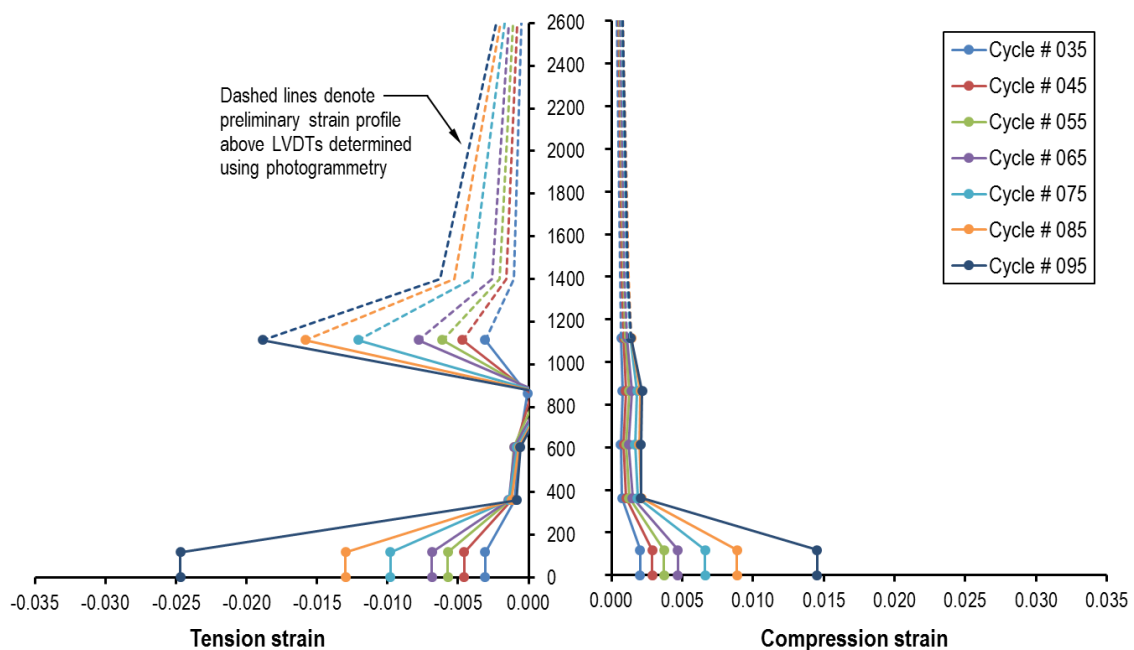 2600
2400
2200
2000
1800
1600
1400
1200
1000
800
600
400
200
0
Dashed lines denote
preliminary strain profile
above LVDTs determined
using photogrammetry
Cycle # 035
Cycle # 045
Cycle # 055
Cycle # 065
Cycle # 075
Cycle # 085
Cycle # 095
-0.035 -0.030 -0.025 -0.020 -0.015 -0.010 -0.005 0.000
0.000 0.005 0.010 0.015 0.020 0.025 0.030 0.035
Tension strain
Compression strain